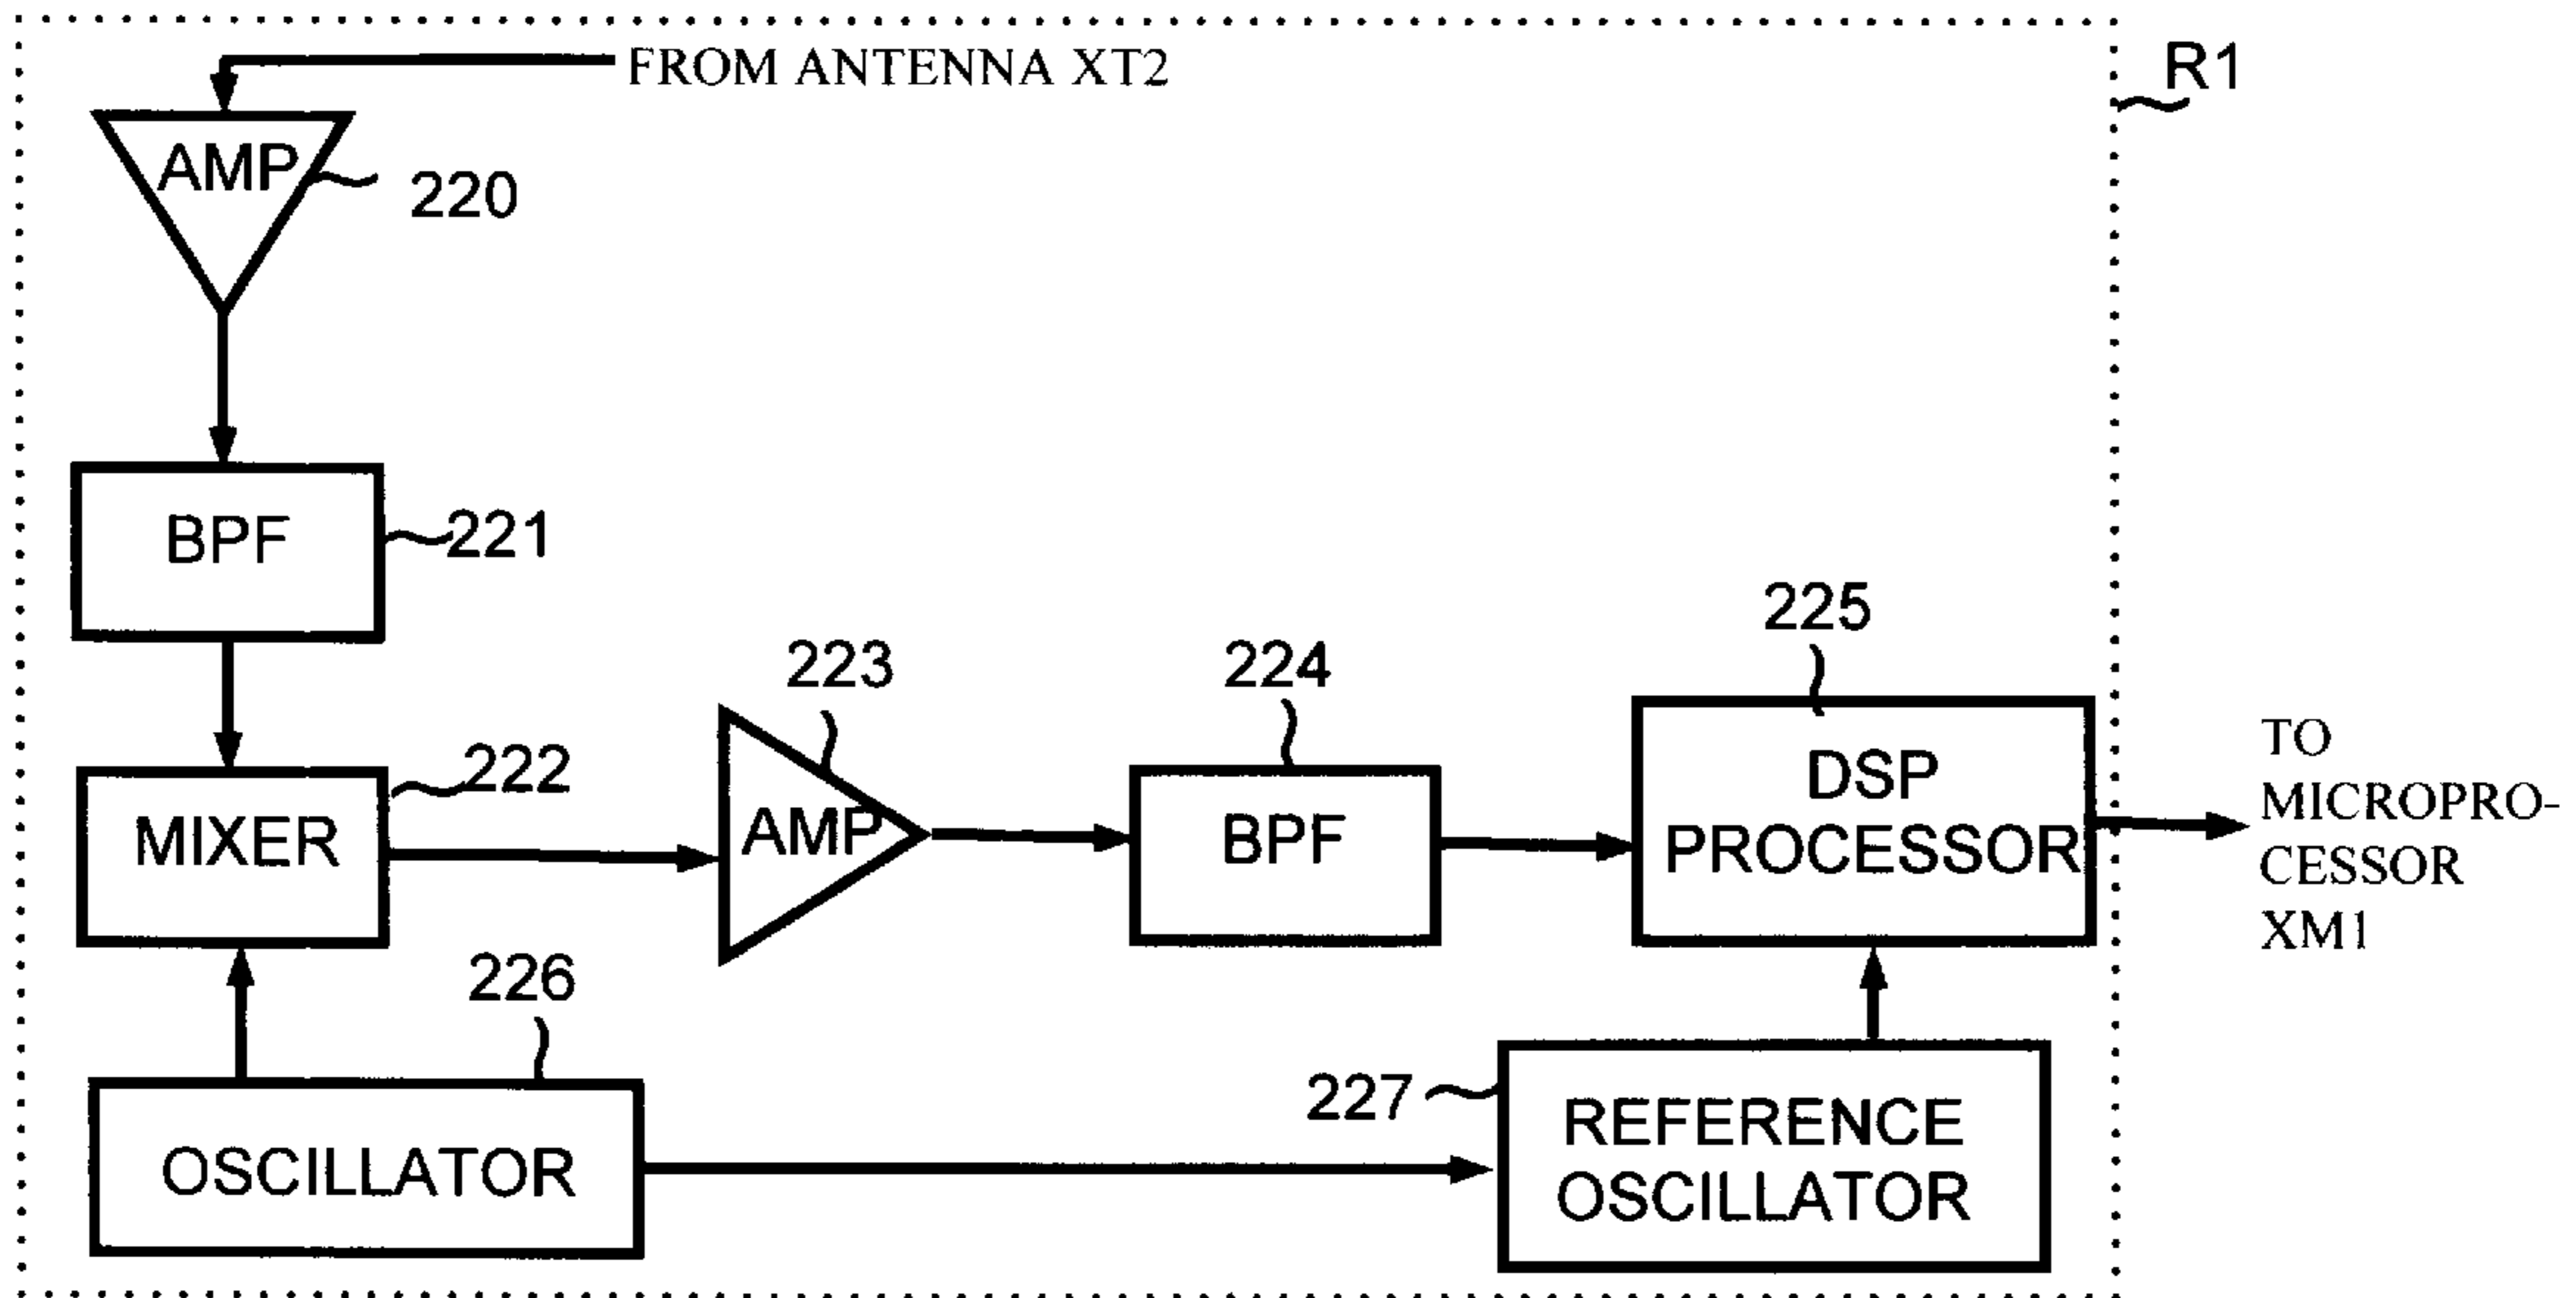 FROM ANTENNA XT2
R1
AMP
220
BPF
221
MIXER
222
223
AMP
224
BPF
225
DSP
PROCESSOR
TO
MICROPRO-
CESSOR
XM1
226
OSCILLATOR
227
REFERENCE
OSCILLATOR